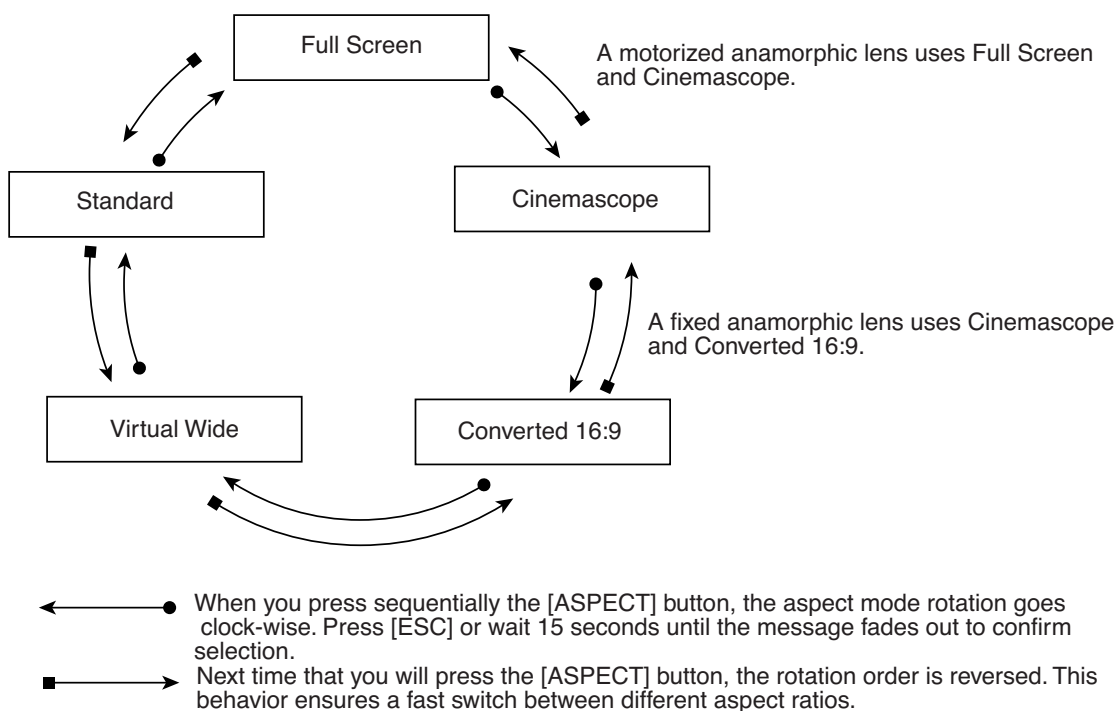 Full Screen
A motorized anamorphic lens uses Full Screen
and Cinemascope.
Standard
Cinemascope
A fixed anamorphic lens uses Cinemascope
and Converted 16:9.
Virtual Wide
Converted 16:9
When you press sequentially the [ASPECT] button, the aspect mode rotation goes
clock-wise. Press [ESC] or wait 15 seconds until the message fades out to confirm
selection.
Next time that you will press the [ASPECT] button, the rotation order is reversed. This
behavior ensures a fast switch between different aspect ratios.